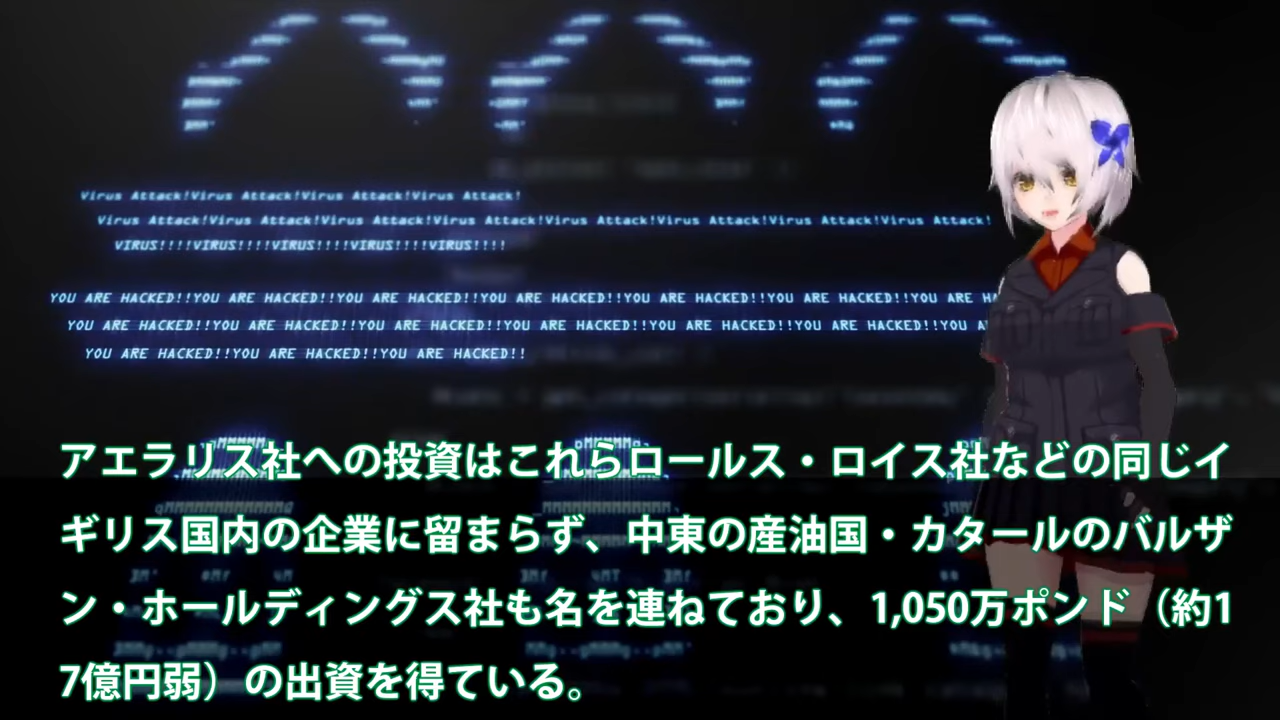 Virus Attack!Virus Attack!Virus Attack!Virus Attack!
Virus Attack!Virus Attack!Virus Attack!Virus Attack!Virus Attack!Virus Attack!Virus Attack!Virus Attack!
VIRUS!!!!VIRUS!!!!VIRUS!!!!VIRUS!!!!VIRUS!!!!
YOU ARE HACKED!!YOU ARE HACKED!!YOU ARE HACKED!!YOU ARE HACKED!!YOU ARE HACKED!!YOU ARE HACKED!!YOU ARE
YOU ARE HACKED!!YOU ARE HACKED!!YOU ARE HACKED!!YOU ARE HACKED!!YOU ARE HACKED!!YOU ARE HACKED!!YOU
YOU ARE HACKED!!YOU ARE HACKED!!YOU ARE HACKED!!
アエラリス社への投資はこれらロールス・ロイス社などの同じイ
ギリス国内の企業に留まらず、中東の産油国・カタールのバルザ
ン・ホールディングス社も名を連ねており、1,050万ポンド（約1
7億円弱）の出資を得ている。